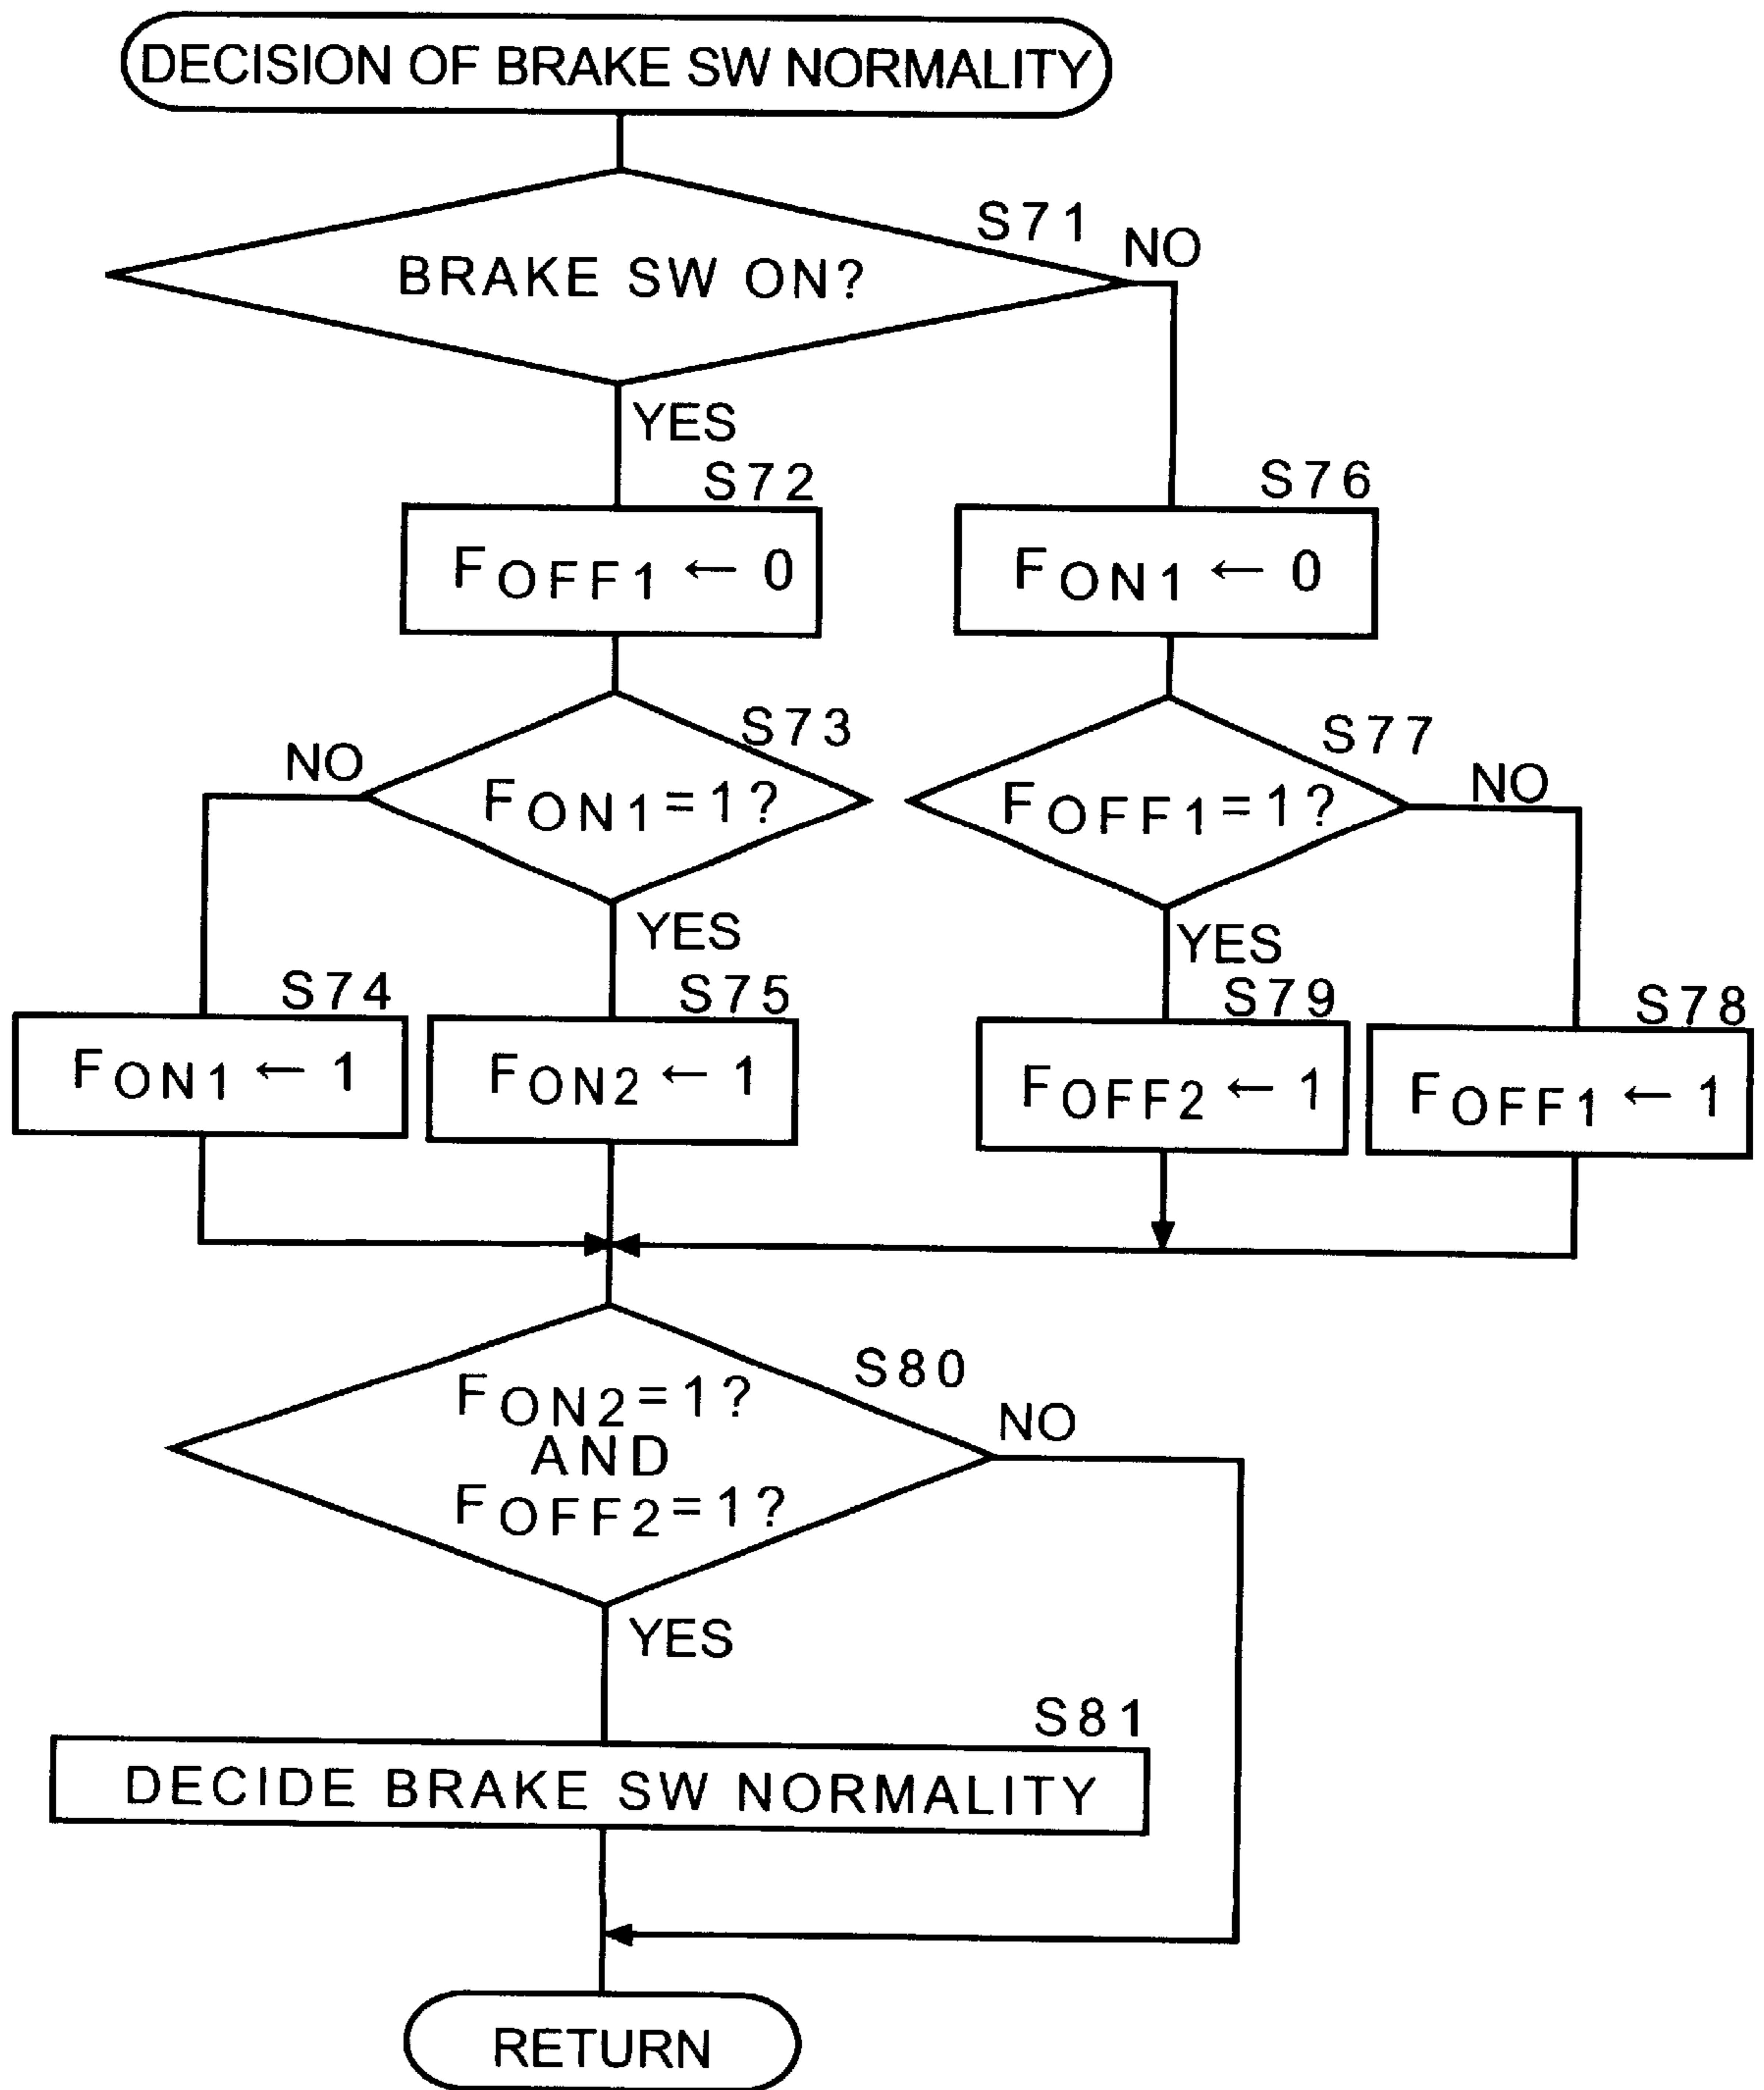 DECISION OF BRAKE SW NORMALITY
S71
NO
BRAKE SW ON?
YES
S72
S76
FOFF1 ← 0
FON1 ← 0
S73
S77
NO
FON1=1?
FOFF1=1?
NO
YES
YES
S74
S75
S79
S78
FON1 ← 1
FON2 ← 1
FOFF2 ← 1
FOFF1 ← 1
S80
FON2=1?
NO
AND
FOFF2=1?
YES
S81
DECIDE BRAKE SW NORMALITY
RETURN